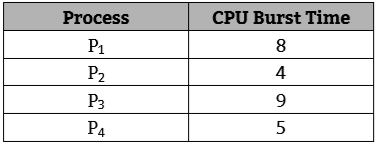 Process CPU Burst Time
P₁ 8
P₂ 4
P₃ 9
P₄ 5